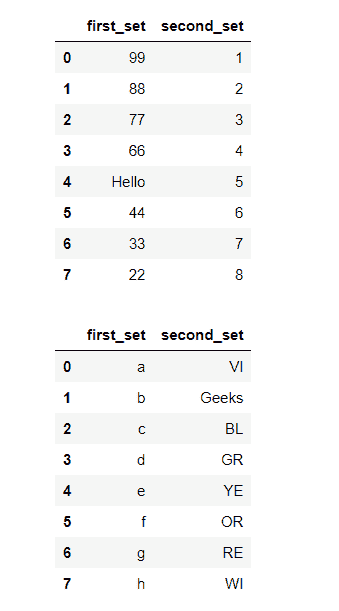 first_set second_set
0 99 1
1 88 2
2 77 3
3 66 4
4 Hello 5
5 44 6
6 33 7
7 22 8
first_set second_set
0 a VI
1 b Geeks
2 c BL
3 d GR
4 e YE
5 f OR
6 g RE
7 h WI